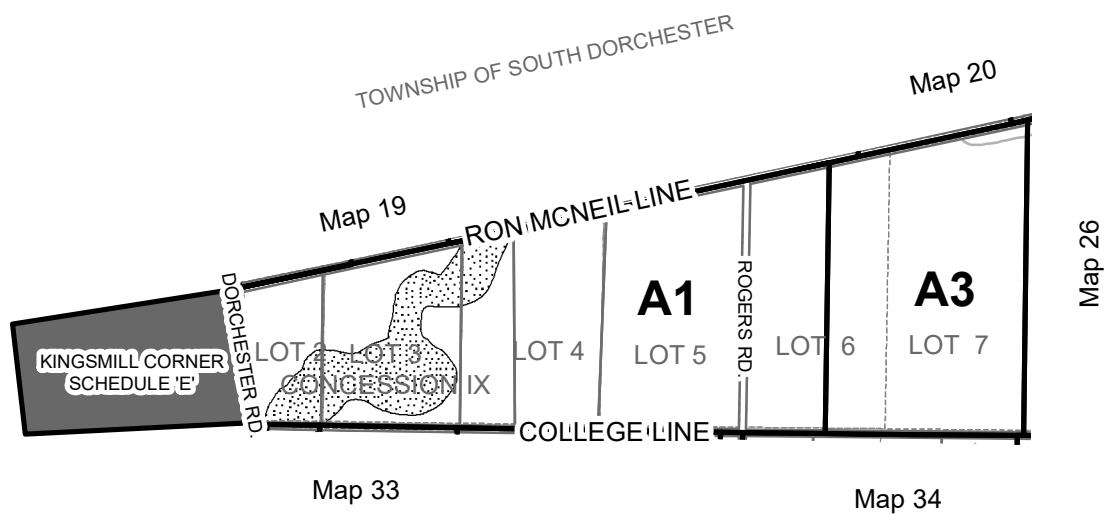 TOWNSHIP OF SOUTH DORCHESTER
Map 20
Map 19
RON MCNEIL LINE
Map 26
DORCHESTER RD.
ROGERS RD
A1
A3
KINGSMILL CORNER
SCHEDULE 'E'
LOT 2
LOT 3
LOT 4
LOT 5
LOT 6
LOT 7
CONCESSION IX
COLLEGE LINE
Map 33
Map 34